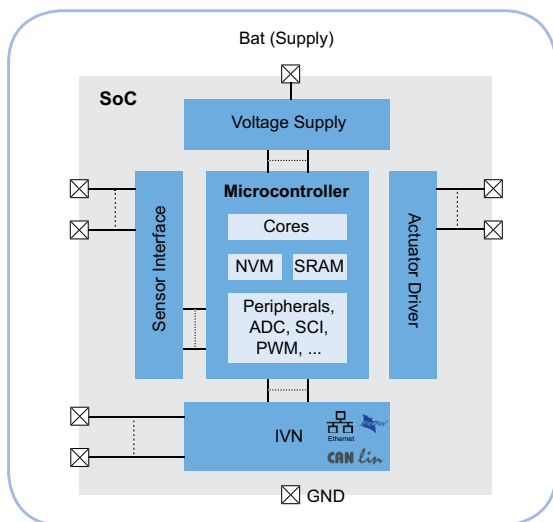 Bat (Supply)
SoC
Voltage Supply
Microcontroller
Cores
NVM
SRAM
Peripherals,
ADC, SCI,
PWM, ...
Sensor Interface
Actuator Driver
IVN
Ethernet
CAN
lin
GND